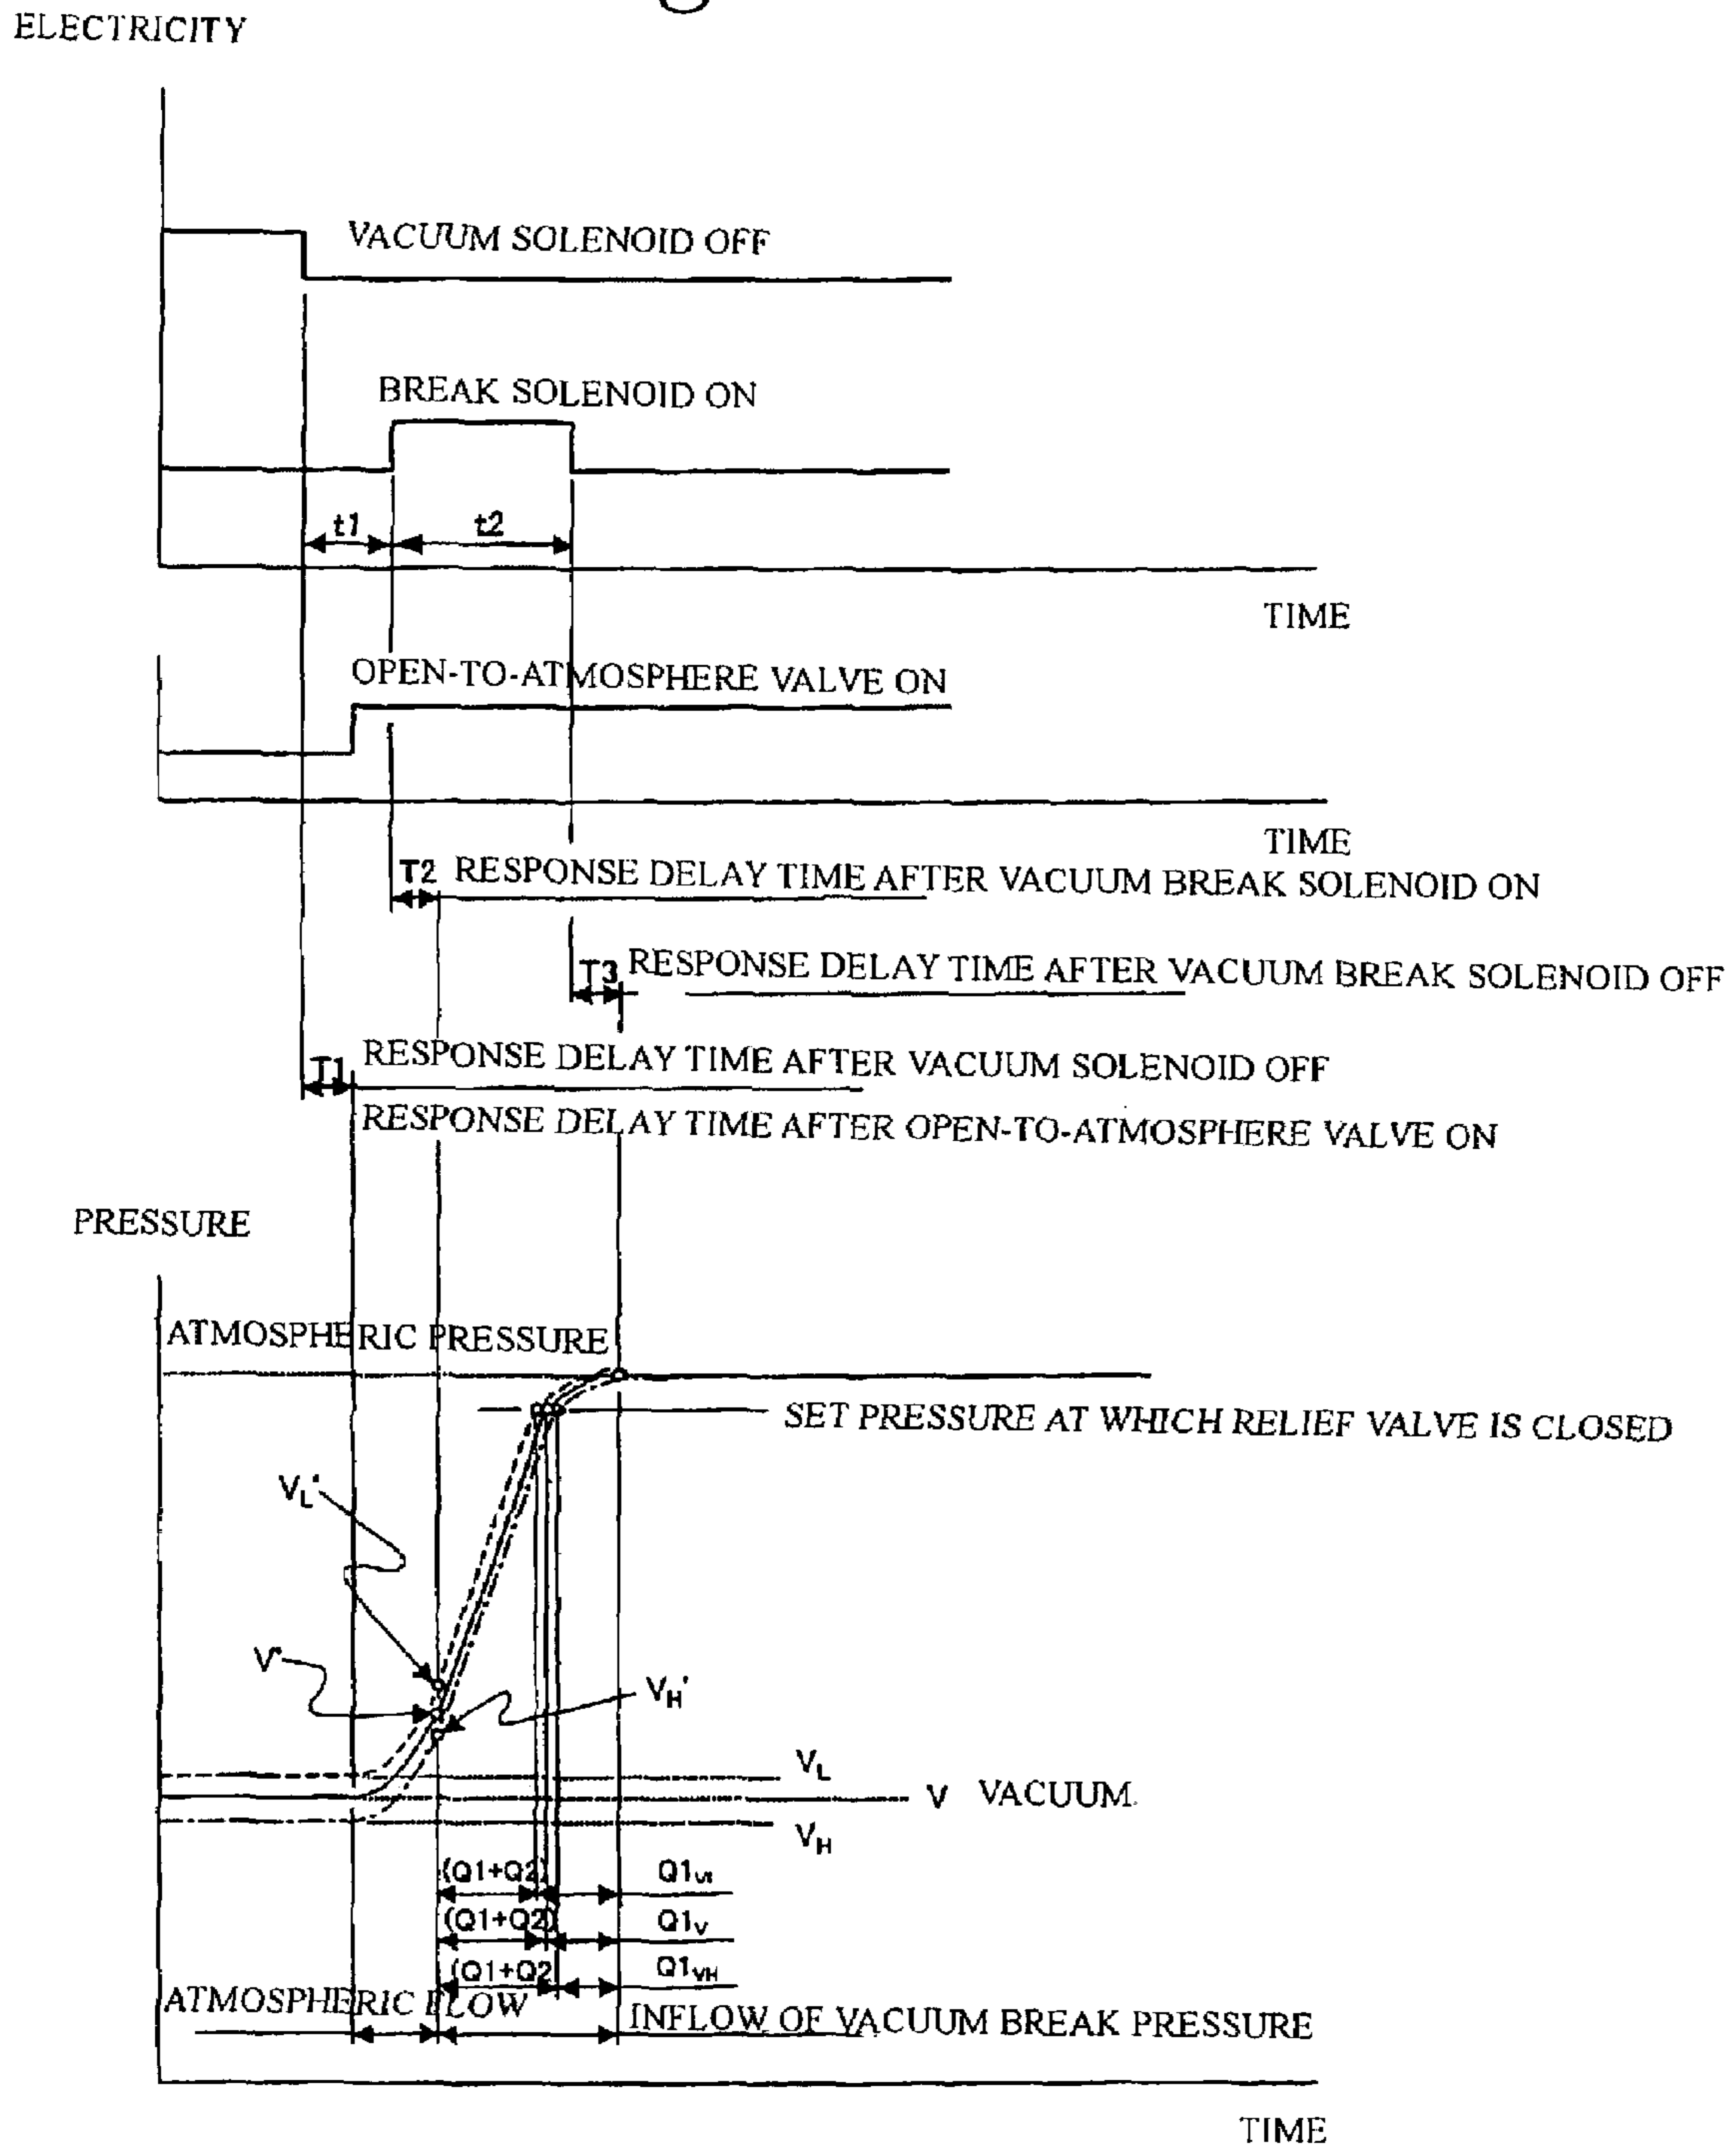 ELECTRICITY
VACUUM SOLENOID OFF
BREAK SOLENOID ON
t1 t2
TIME
OPEN-TO-ATMOSPHERE VALVE ON
TIME
T2 RESPONSE DELAY TIME AFTER VACUUM BREAK SOLENOID ON
T3 RESPONSE DELAY TIME AFTER VACUUM BREAK SOLENOID OFF
T1 RESPONSE DELAY TIME AFTER VACUUM SOLENOID OFF
RESPONSE DELAY TIME AFTER OPEN-TO-ATMOSPHERE VALVE ON
PRESSURE
ATMOSPHERIC PRESSURE
SET PRESSURE AT WHICH RELIEF VALVE IS CLOSED
VL'
V'
VH'
VL
V VACUUM
VH
(Q1+Q2)
(Q1+Q2) Q1V
(Q1+Q2 Q1VH
ATMOSPHERIC FLOW
INFLOW OF VACUUM BREAK PRESSURE
TIME